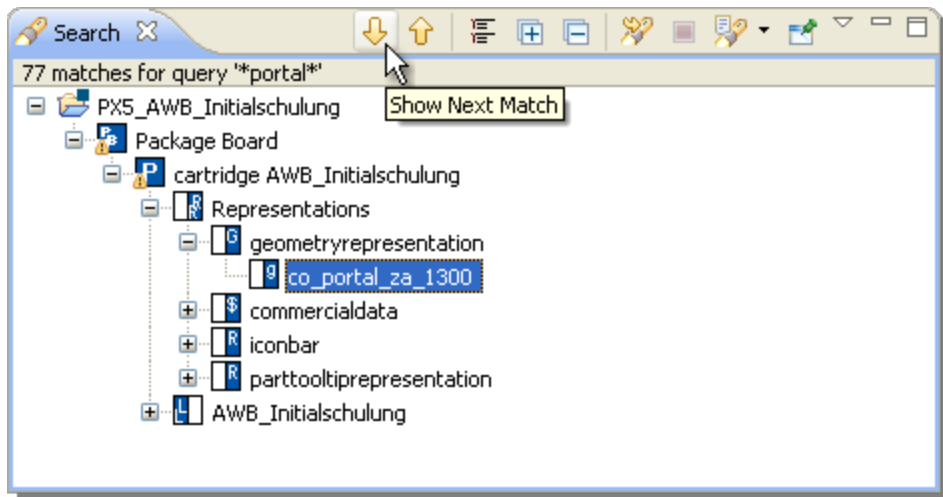 Search
77 matches for query '*portal*'
Show Next Match
PX5_AWB_Initialschulung
Package Board
cartridge AWB_Initialschulung
Representations
geometryrepresentation
co_portal_za_1300
commercialdata
iconbar
parttooltiprepresentation
AWB_Initialschulung